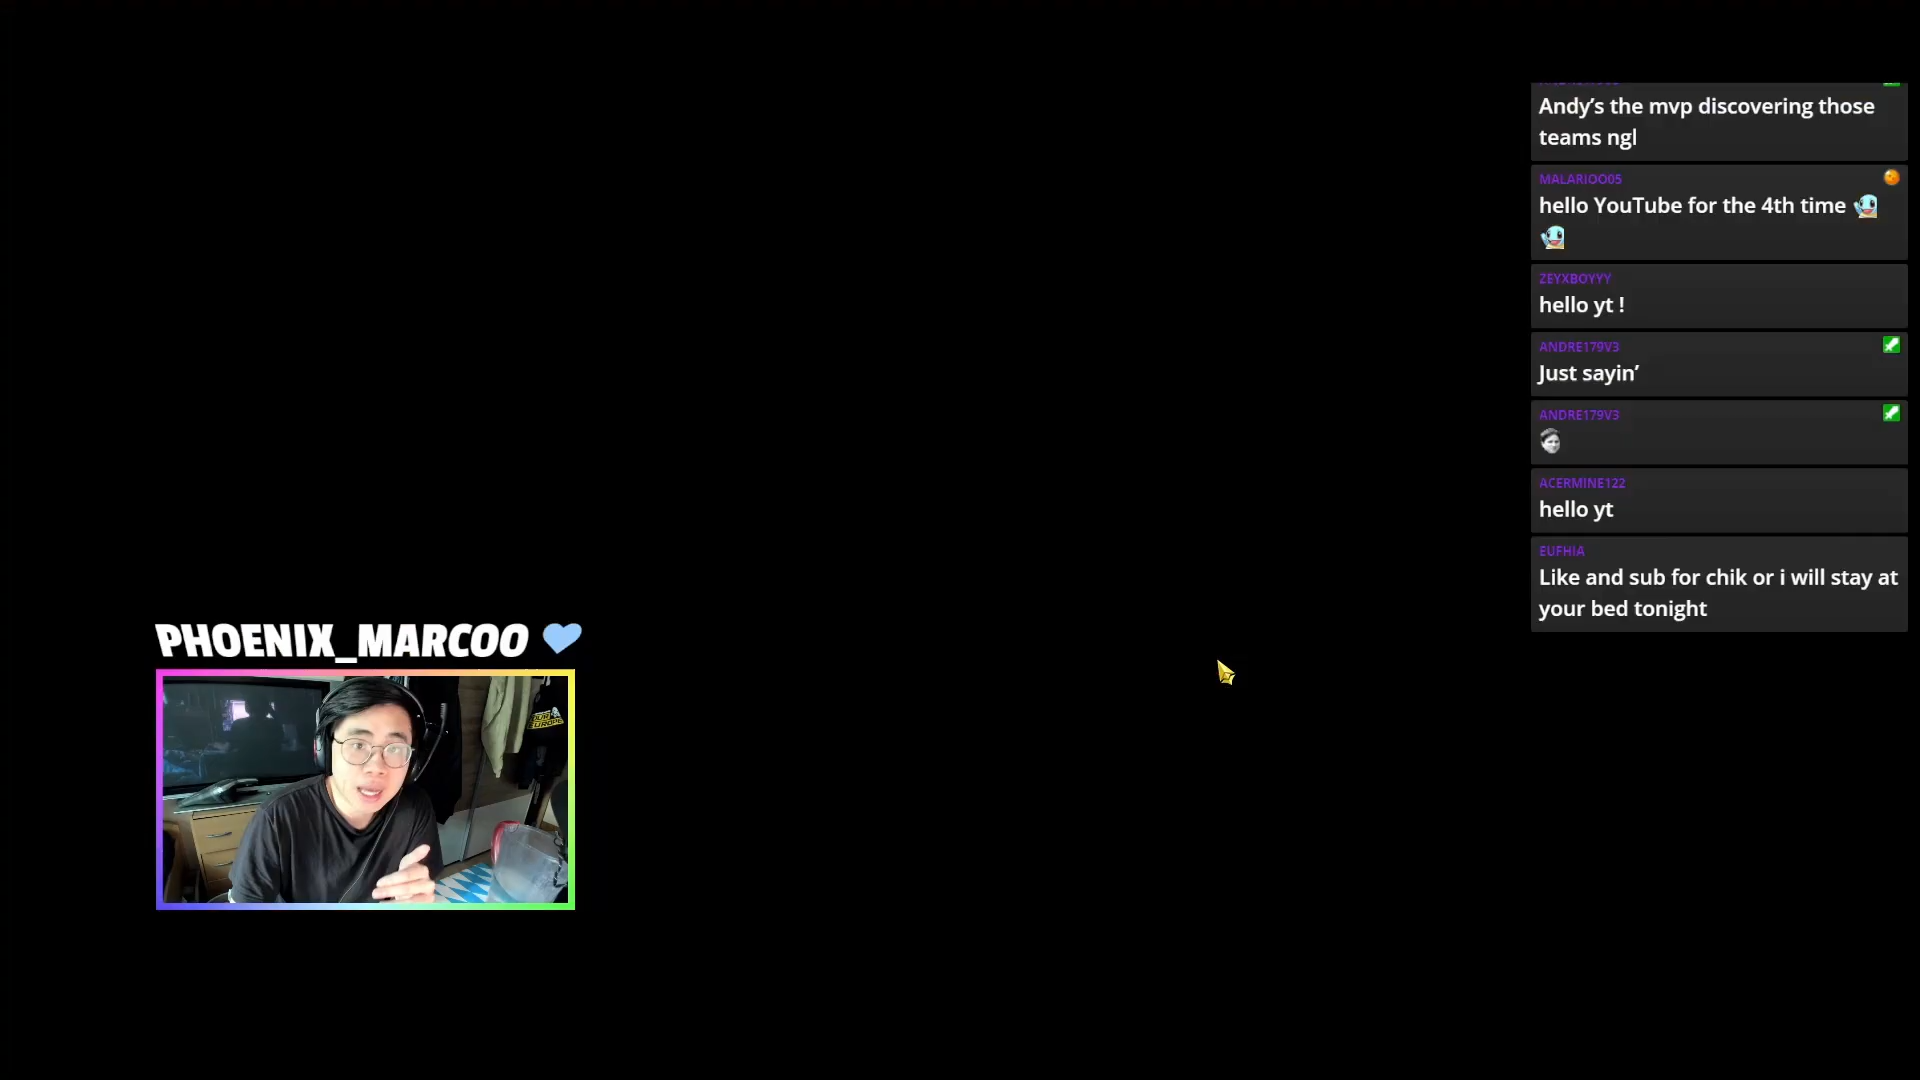 Andy’s the mvp discovering those
teams ngl
MALARIOO05
hello YouTube for the 4th time
ZEYXBOYYY
hello yt !
ANDRE179V3
Just sayin’
ANDRE179V3
ACERMINE122
hello yt
EUFHIA
Like and sub for chik or i will stay at
your bed tonight
PHOENIX_MARCOO